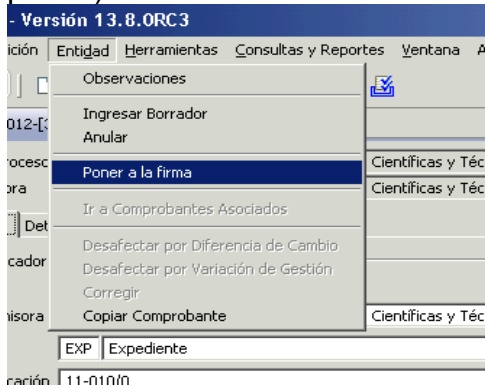 - Versión 13.8.0RC3
Entidad Herramientas Consultas y Reportes Ventana
Observaciones
012-[
Ingresar Borrador
Anular
Científicas y Téc
Poner a la firma
Científicas y Téc
Ir a Comprobantes Asociados
Det
Desafectar por Diferencia de Cambio
Desafectar por Variación de Gestión
Corregir
Copiar Comprobante
Científicas y Téc
EXP Expediente
11-010/0